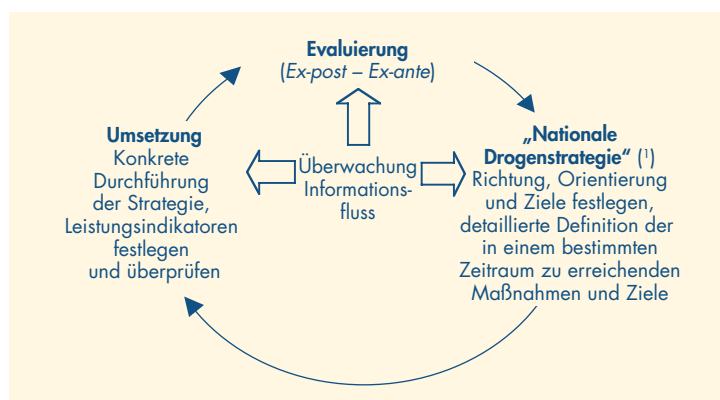 Evaluierung
(Ex-post – Ex-ante)
Umsetzung
Konkrete
Durchführung
der Strategie,
Leistungsindikatoren
festlegen
und überprüfen
Überwachung
Informations-
fluss
„Nationale
Drogenstrategie“ (¹)
Richtung, Orientierung
und Ziele festlegen,
detaillierte Definition der
in einem bestimmten
Zeitraum zu erreichenden
Maßnahmen und Ziele